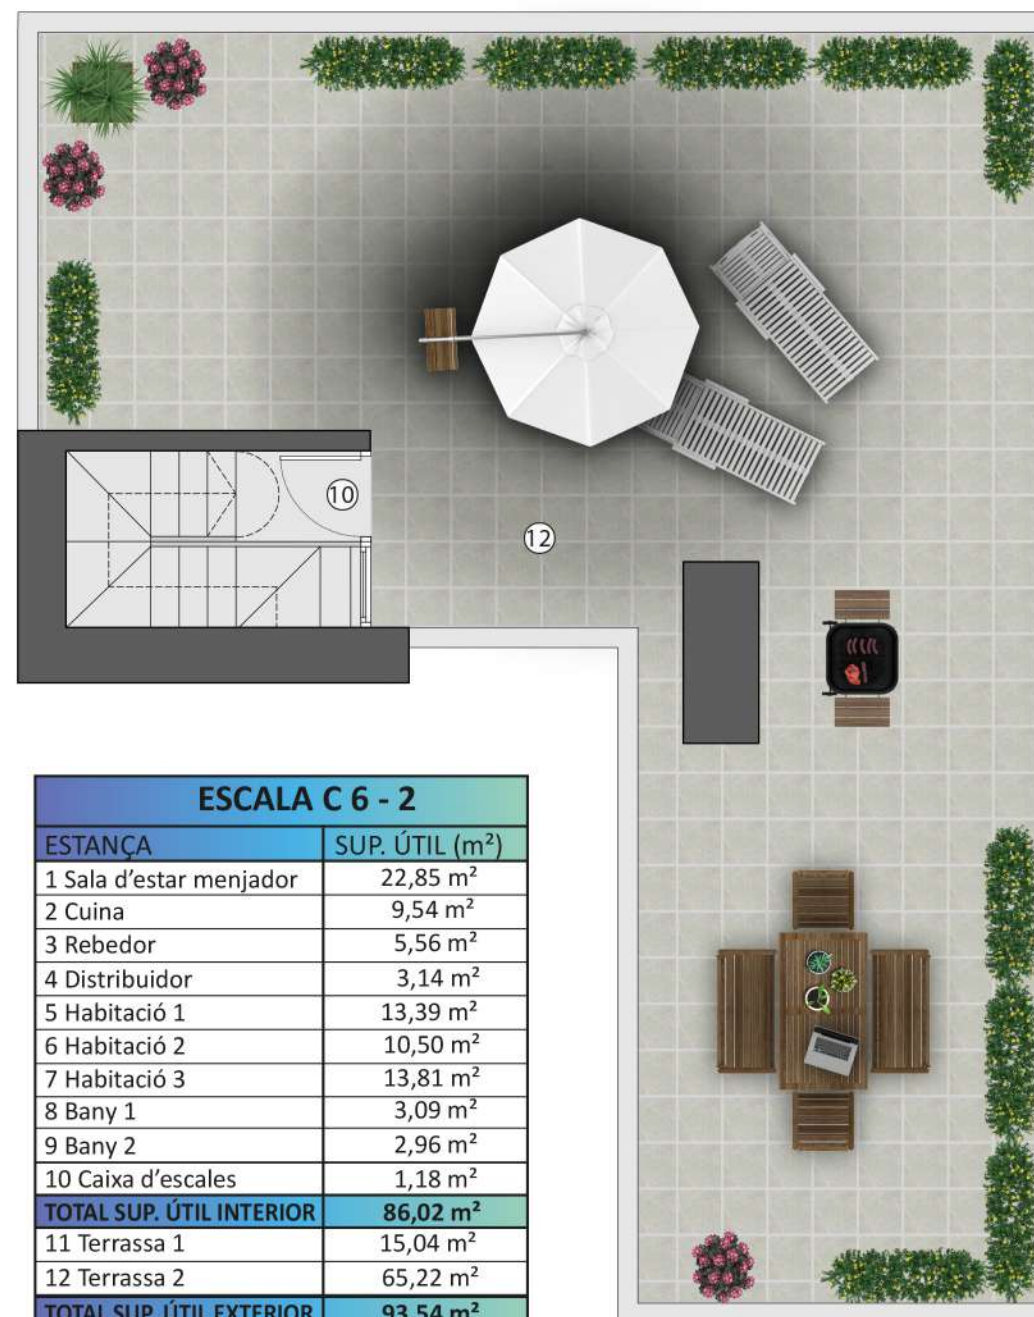 10
12
ESCALA C 6 - 2
ESTANÇA SUP. ÚTIL (m²)
1 Sala d’estar menjador 22,85 m²
2 Cuina 9,54 m²
3 Rebedor 5,56 m²
4 Distribuidor 3,14 m²
5 Habitació 1 13,39 m²
6 Habitació 2 10,50 m²
7 Habitació 3 13,81 m²
8 Bany 1 3,09 m²
9 Bany 2 2,96 m²
10 Caixa d’escales 1,18 m²
TOTAL SUP. ÚTIL INTERIOR 86,02 m²
11 Terrassa 1 15,04 m²
12 Terrassa 2 65,22 m²
TOTAL SUP. ÚTIL EXTERIOR 93,54 m²